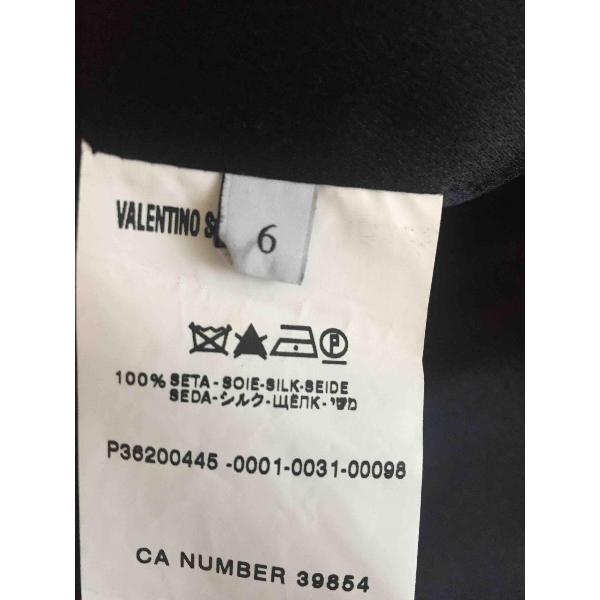 VALENTINO
6
P
100% SETA-SOIE-SILK-SEIDE
SEDA-シルク-ЩЁЛК-משי
P36200445-0001-0031-00098
CA NUMBER 39854